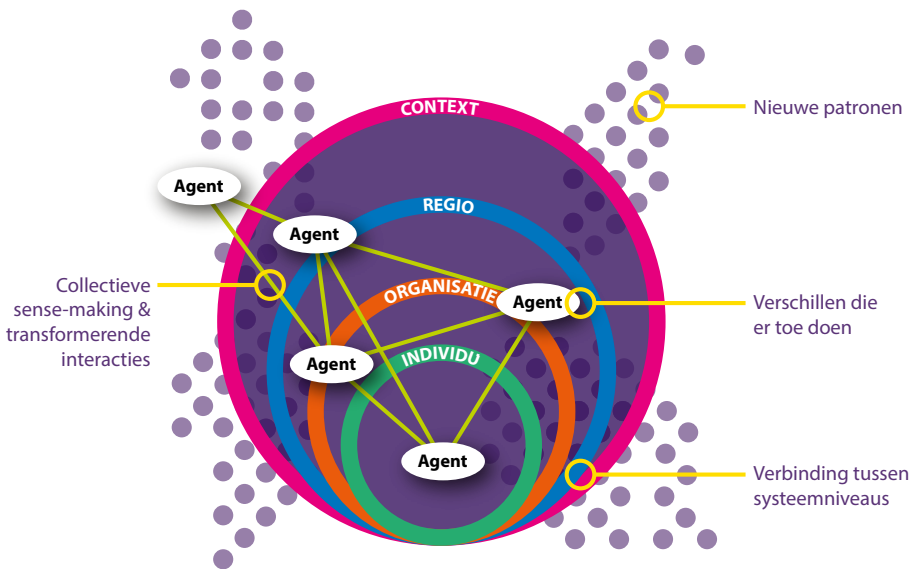 CONTEXT
Nieuwe patronen
Agent
REGIO
Agent
Collectieve
sense-making &
transformerende
interacties
ORGANISATIE
Agent
Verschillen die
er toe doen
INDIVIDU
Agent
Agent
Verbinding tussen
systeemniveaus